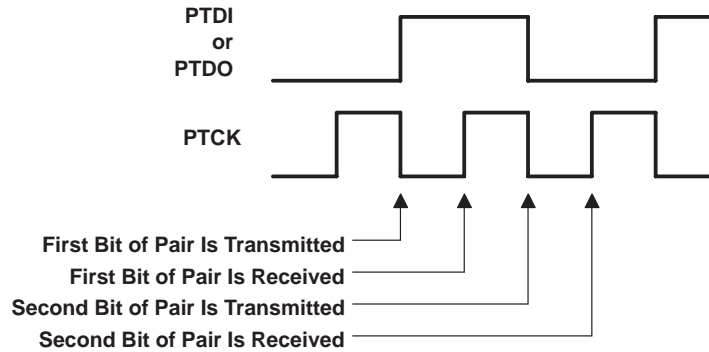 PTDI
or
PTDO
PTCK
First Bit of Pair Is Transmitted
First Bit of Pair Is Received
Second Bit of Pair Is Transmitted
Second Bit of Pair Is Received